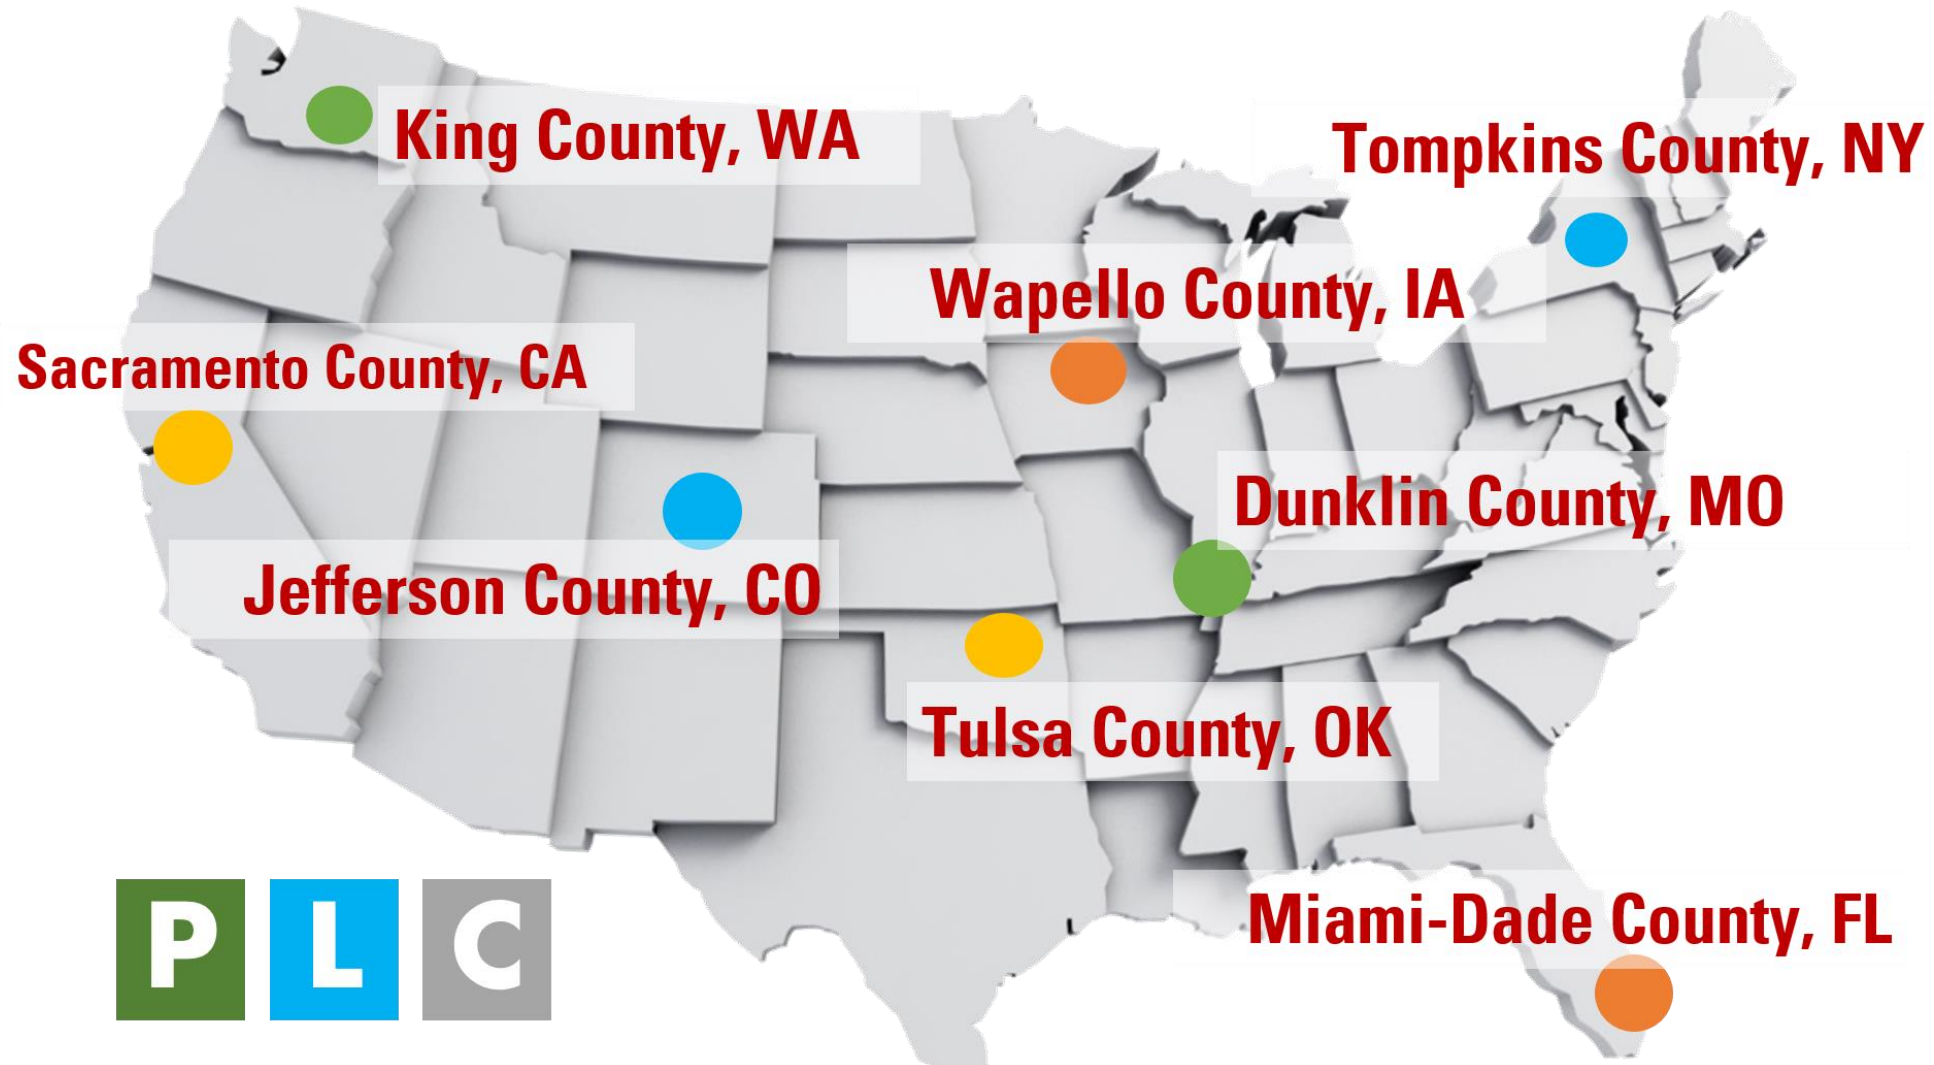 King County, WA
Tompkins County, NY
Wapello County, IA
Sacramento County, CA
Dunklin County, MO
Jefferson County, CO
Tulsa County, OK
Miami-Dade County, FL
PLC